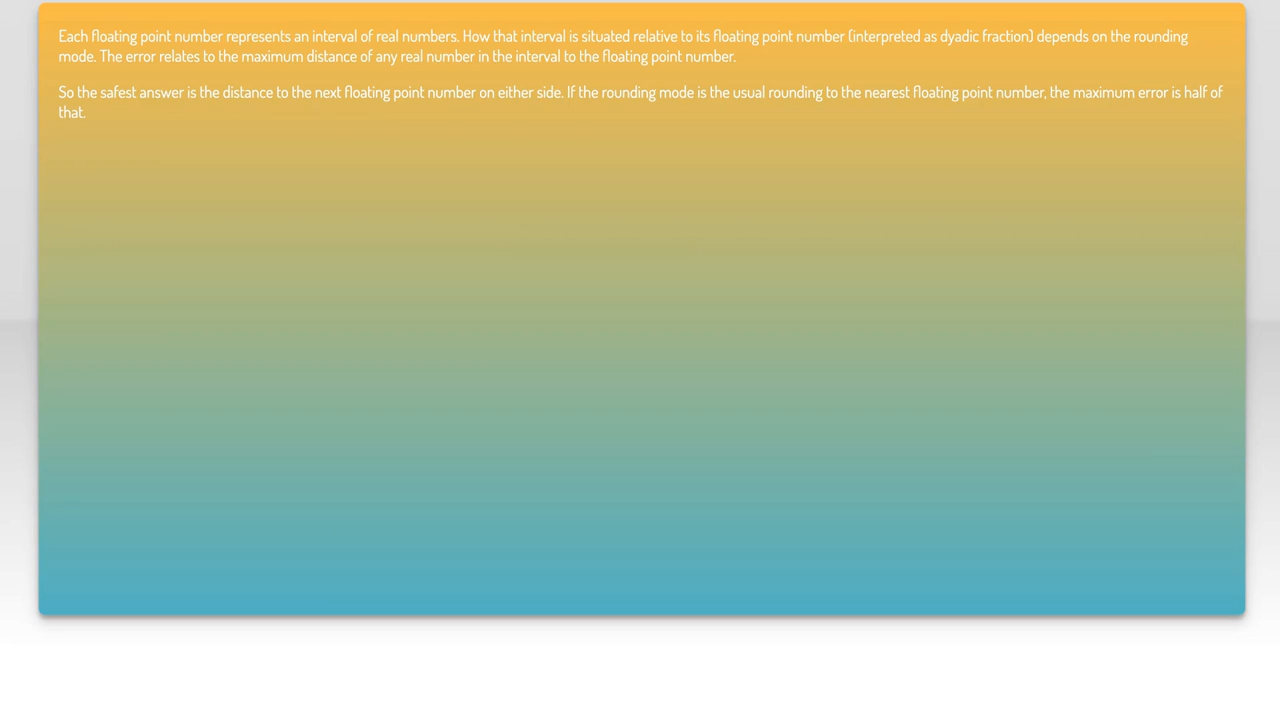 Each floating point number represents an interval of real numbers. How that interval is situated relative to its floating point number (interpreted as dyadic fraction) depends on the rounding
mode. The error relates to the maximum distance of any real number in the interval to the floating point number.
So the safest answer is the distance to the next floating point number on either side. If the rounding mode is the usual rounding to the nearest floating point number, the maximum error is half of
that.